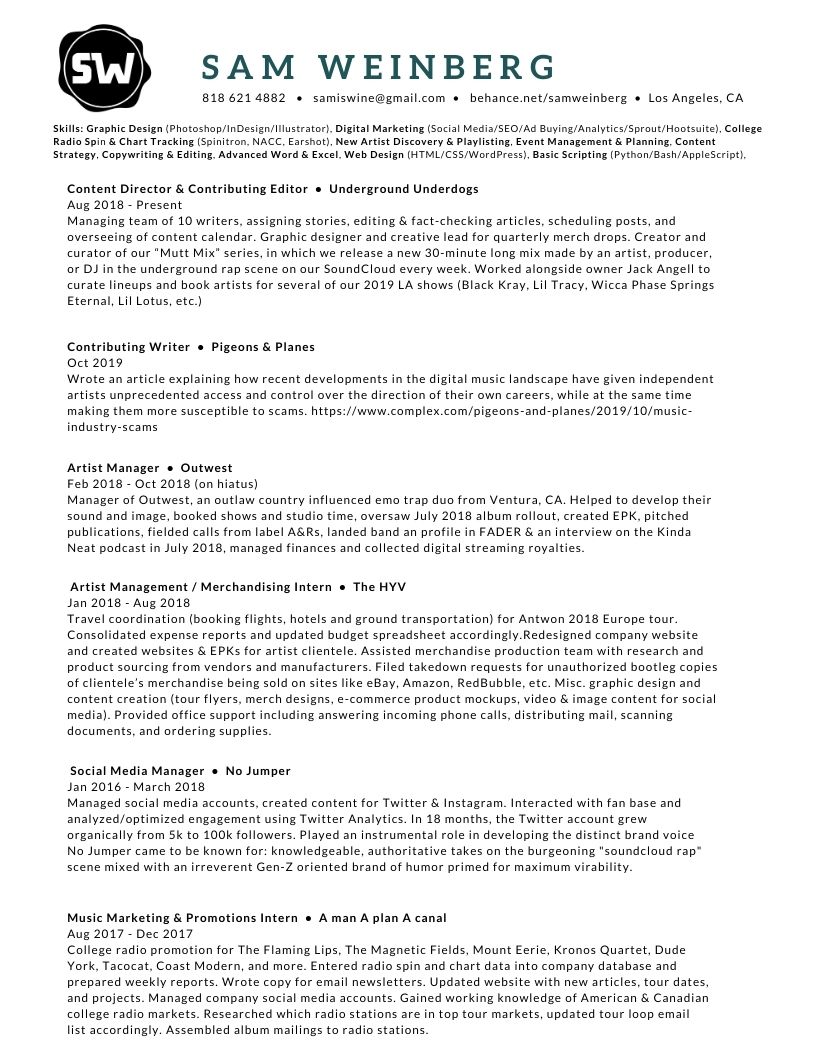 SW
SAM WEINBERG
818 621 4882 • samiswine@gmail.com • behance.net/samweinberg • Los Angeles, CA
Skills: Graphic Design (Photoshop/InDesign/Illustrator), Digital Marketing (Social Media/SEO/Ad Buying/Analytics/Sprout/Hootsuite), College
Radio Spin & Chart Tracking (Spinitron, NACC, Earshot), New Artist Discovery & Playlisting, Event Management & Planning, Content
Strategy, Copywriting & Editing, Advanced Word & Excel, Web Design (HTML/CSS/WordPress), Basic Scripting (Python/Bash/AppleScript),
Content Director & Contributing Editor • Underground Underdogs
Aug 2018 - Present
Managing team of 10 writers, assigning stories, editing & fact-checking articles, scheduling posts, and
overseeing of content calendar. Graphic designer and creative lead for quarterly merch drops. Creator and
curator of our “Mutt Mix” series, in which we release a new 30-minute long mix made by an artist, producer,
or DJ in the underground rap scene on our SoundCloud every week. Worked alongside owner Jack Angell to
curate lineups and book artists for several of our 2019 LA shows (Black Kray, Lil Tracy, Wicca Phase Springs
Eternal, Lil Lotus, etc.)
Contributing Writer • Pigeons & Planes
Oct 2019
Wrote an article explaining how recent developments in the digital music landscape have given independent
artists unprecedented access and control over the direction of their own careers, while at the same time
making them more susceptible to scams. https://www.complex.com/pigeons-and-planes/2019/10/music-
industry-scams
Artist Manager • Outwest
Feb 2018 - Oct 2018 (on hiatus)
Manager of Outwest, an outlaw country influenced emo trap duo from Ventura, CA. Helped to develop their
sound and image, booked shows and studio time, oversaw July 2018 album rollout, created EPK, pitched
publications, fielded calls from label A&Rs, landed band an profile in FADER & an interview on the Kinda
Neat podcast in July 2018, managed finances and collected digital streaming royalties.
Artist Management / Merchandising Intern • The HYV
Jan 2018 - Aug 2018
Travel coordination (booking flights, hotels and ground transportation) for Antwon 2018 Europe tour.
Consolidated expense reports and updated budget spreadsheet accordingly.Redesigned company website
and created websites & EPKs for artist clientele. Assisted merchandise production team with research and
product sourcing from vendors and manufacturers. Filed takedown requests for unauthorized bootleg copies
of clientele’s merchandise being sold on sites like eBay, Amazon, RedBubble, etc. Misc. graphic design and
content creation (tour flyers, merch designs, e-commerce product mockups, video & image content for social
media). Provided office support including answering incoming phone calls, distributing mail, scanning
documents, and ordering supplies.
Social Media Manager • No Jumper
Jan 2016 - March 2018
Managed social media accounts, created content for Twitter & Instagram. Interacted with fan base and
analyzed/optimized engagement using Twitter Analytics. In 18 months, the Twitter account grew
organically from 5k to 100k followers. Played an instrumental role in developing the distinct brand voice
No Jumper came to be known for: knowledgeable, authoritative takes on the burgeoning "soundcloud rap"
scene mixed with an irreverent Gen-Z oriented brand of humor primed for maximum virability.
Music Marketing & Promotions Intern • A man A plan A canal
Aug 2017 - Dec 2017
College radio promotion for The Flaming Lips, The Magnetic Fields, Mount Eerie, Kronos Quartet, Dude
York, Tacocat, Coast Modern, and more. Entered radio spin and chart data into company database and
prepared weekly reports. Wrote copy for email newsletters. Updated website with new articles, tour dates,
and projects. Managed company social media accounts. Gained working knowledge of American & Canadian
college radio markets. Researched which radio stations are in top tour markets, updated tour loop email
list accordingly. Assembled album mailings to radio stations.